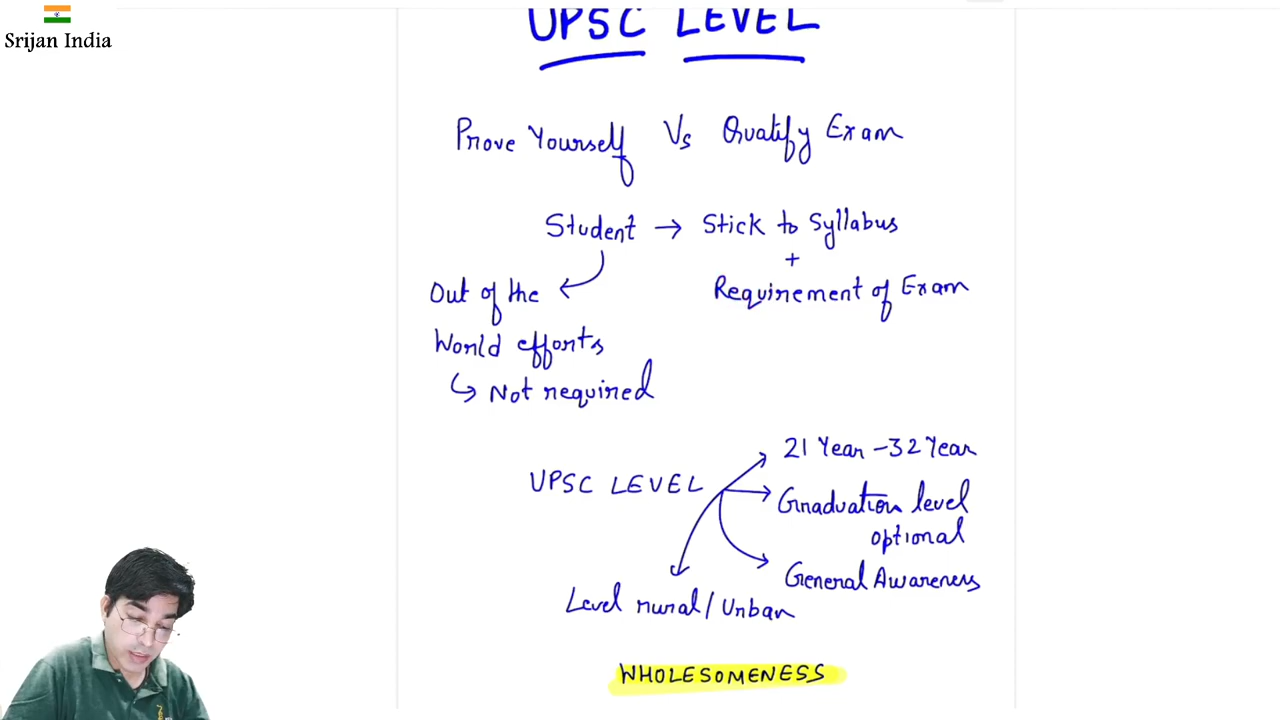 Srijan India
UPSC LEVEL
Prove Yourself Vs Qualify Exam
Student → Stick to Syllabus
+
Requirement of Exam
Out of the
World efforts
↳ Not required
UPSC LEVEL
21 Year - 32 Year
Graduation level
optional
General Awareness
Level rural / Urban
WHOLESOMENESS